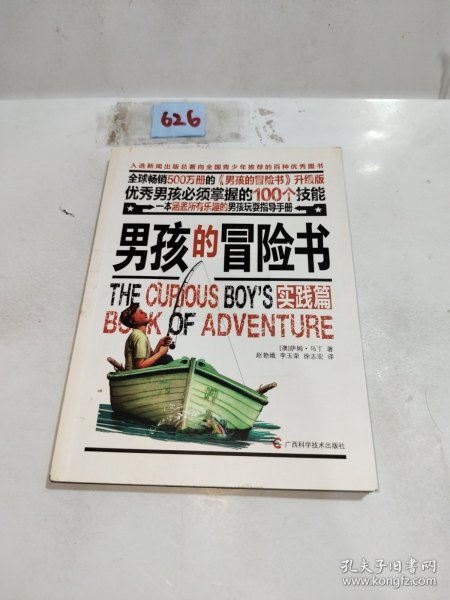 626
入选新闻出版总署向全国青少年推荐的百种优秀图书
全球畅销500万册的《男孩的冒险书》升级版
优秀男孩必须掌握的100个技能
一本涵盖所有乐趣的男孩玩耍指导手册
男孩的冒险书
THE CURIOUS BOY'S 实践篇
BOOK OF ADVENTURE
[澳]萨姆·马丁 著
赵艳娥 李玉荣 徐志宏 译
广西科学技术出版社
孔夫子旧书网
www.kongfz.com